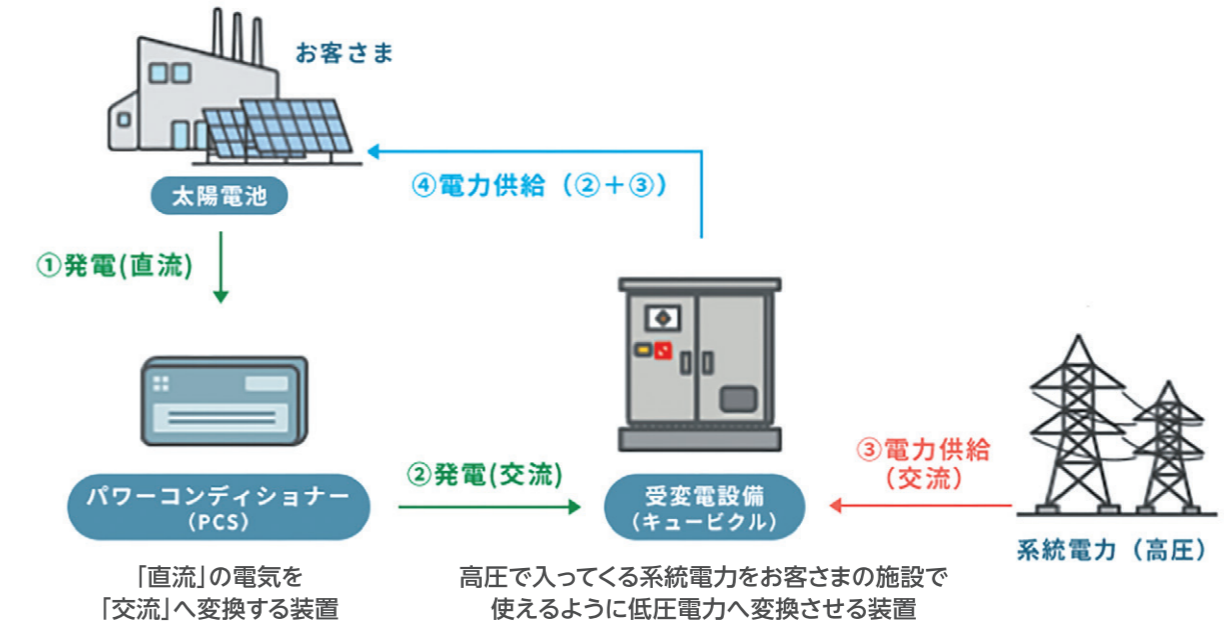 お客さま
太陽電池
④電力供給（②＋③）
①発電(直流)
パワーコンディショナー
（PCS）
②発電(交流)
受変電設備
（キュービクル）
③電力供給
（交流）
系統電力（高圧）
「直流」の電気を
「交流」へ変換する装置
高圧で入ってくる系統電力をお客さまの施設で
使えるように低圧電力へ変換させる装置